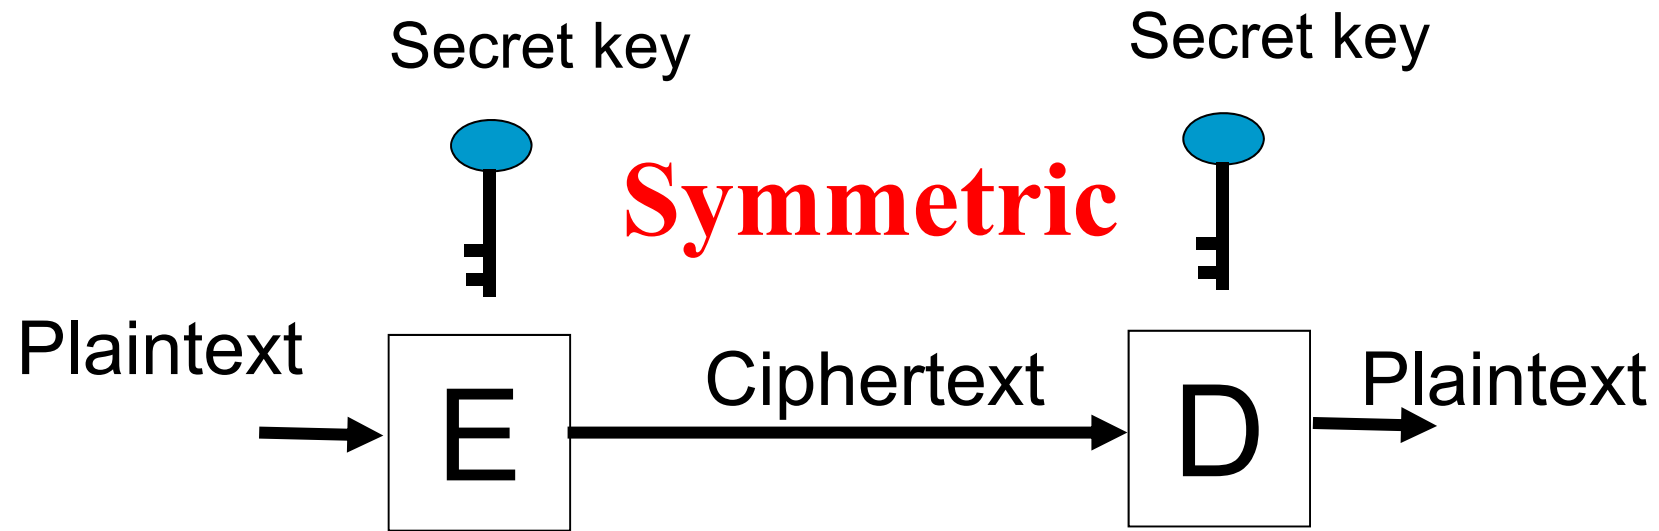 Secret key
Secret key
Symmetric
Plaintext
E
Ciphertext
D
Plaintext